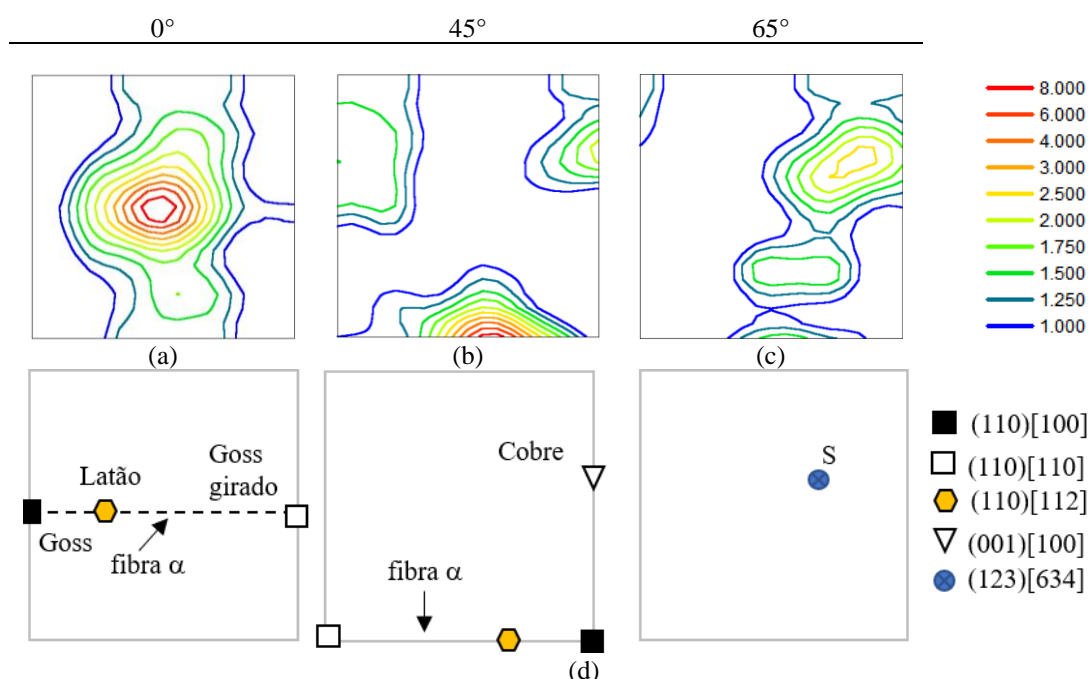 0° 45° 65°
8.000
6.000
4.000
3.000
2.500
2.000
1.750
1.500
1.250
1.000
(a) (b) (c)
Latão
Goss
girado
Goss
fibra α
Cobre
fibra α
S
(110)[100]
(110)[110]
(110)[112]
(001)[100]
(123)[634]
(d)